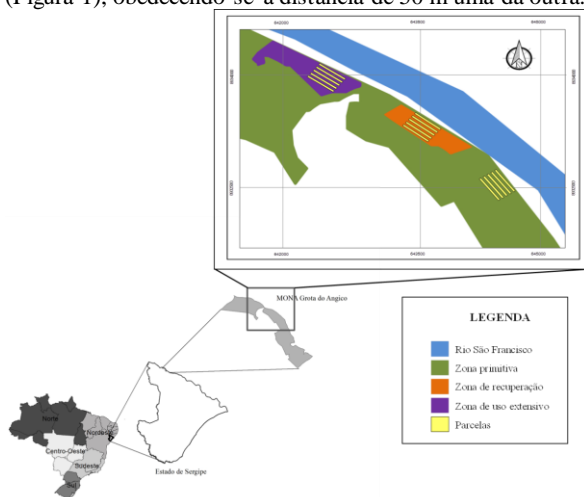 (Figura 1), obedecendo-se a distância de 50 m uma da outra.
MONA Grota do Angico
LEGENDA
Rio São Francisco
Zona primitiva
Zona de recuperação
Zona de uso extensivo
Parcelas
Norte
Nordeste
Centro-Oeste
Sudeste
Sul
Estado de Sergipe